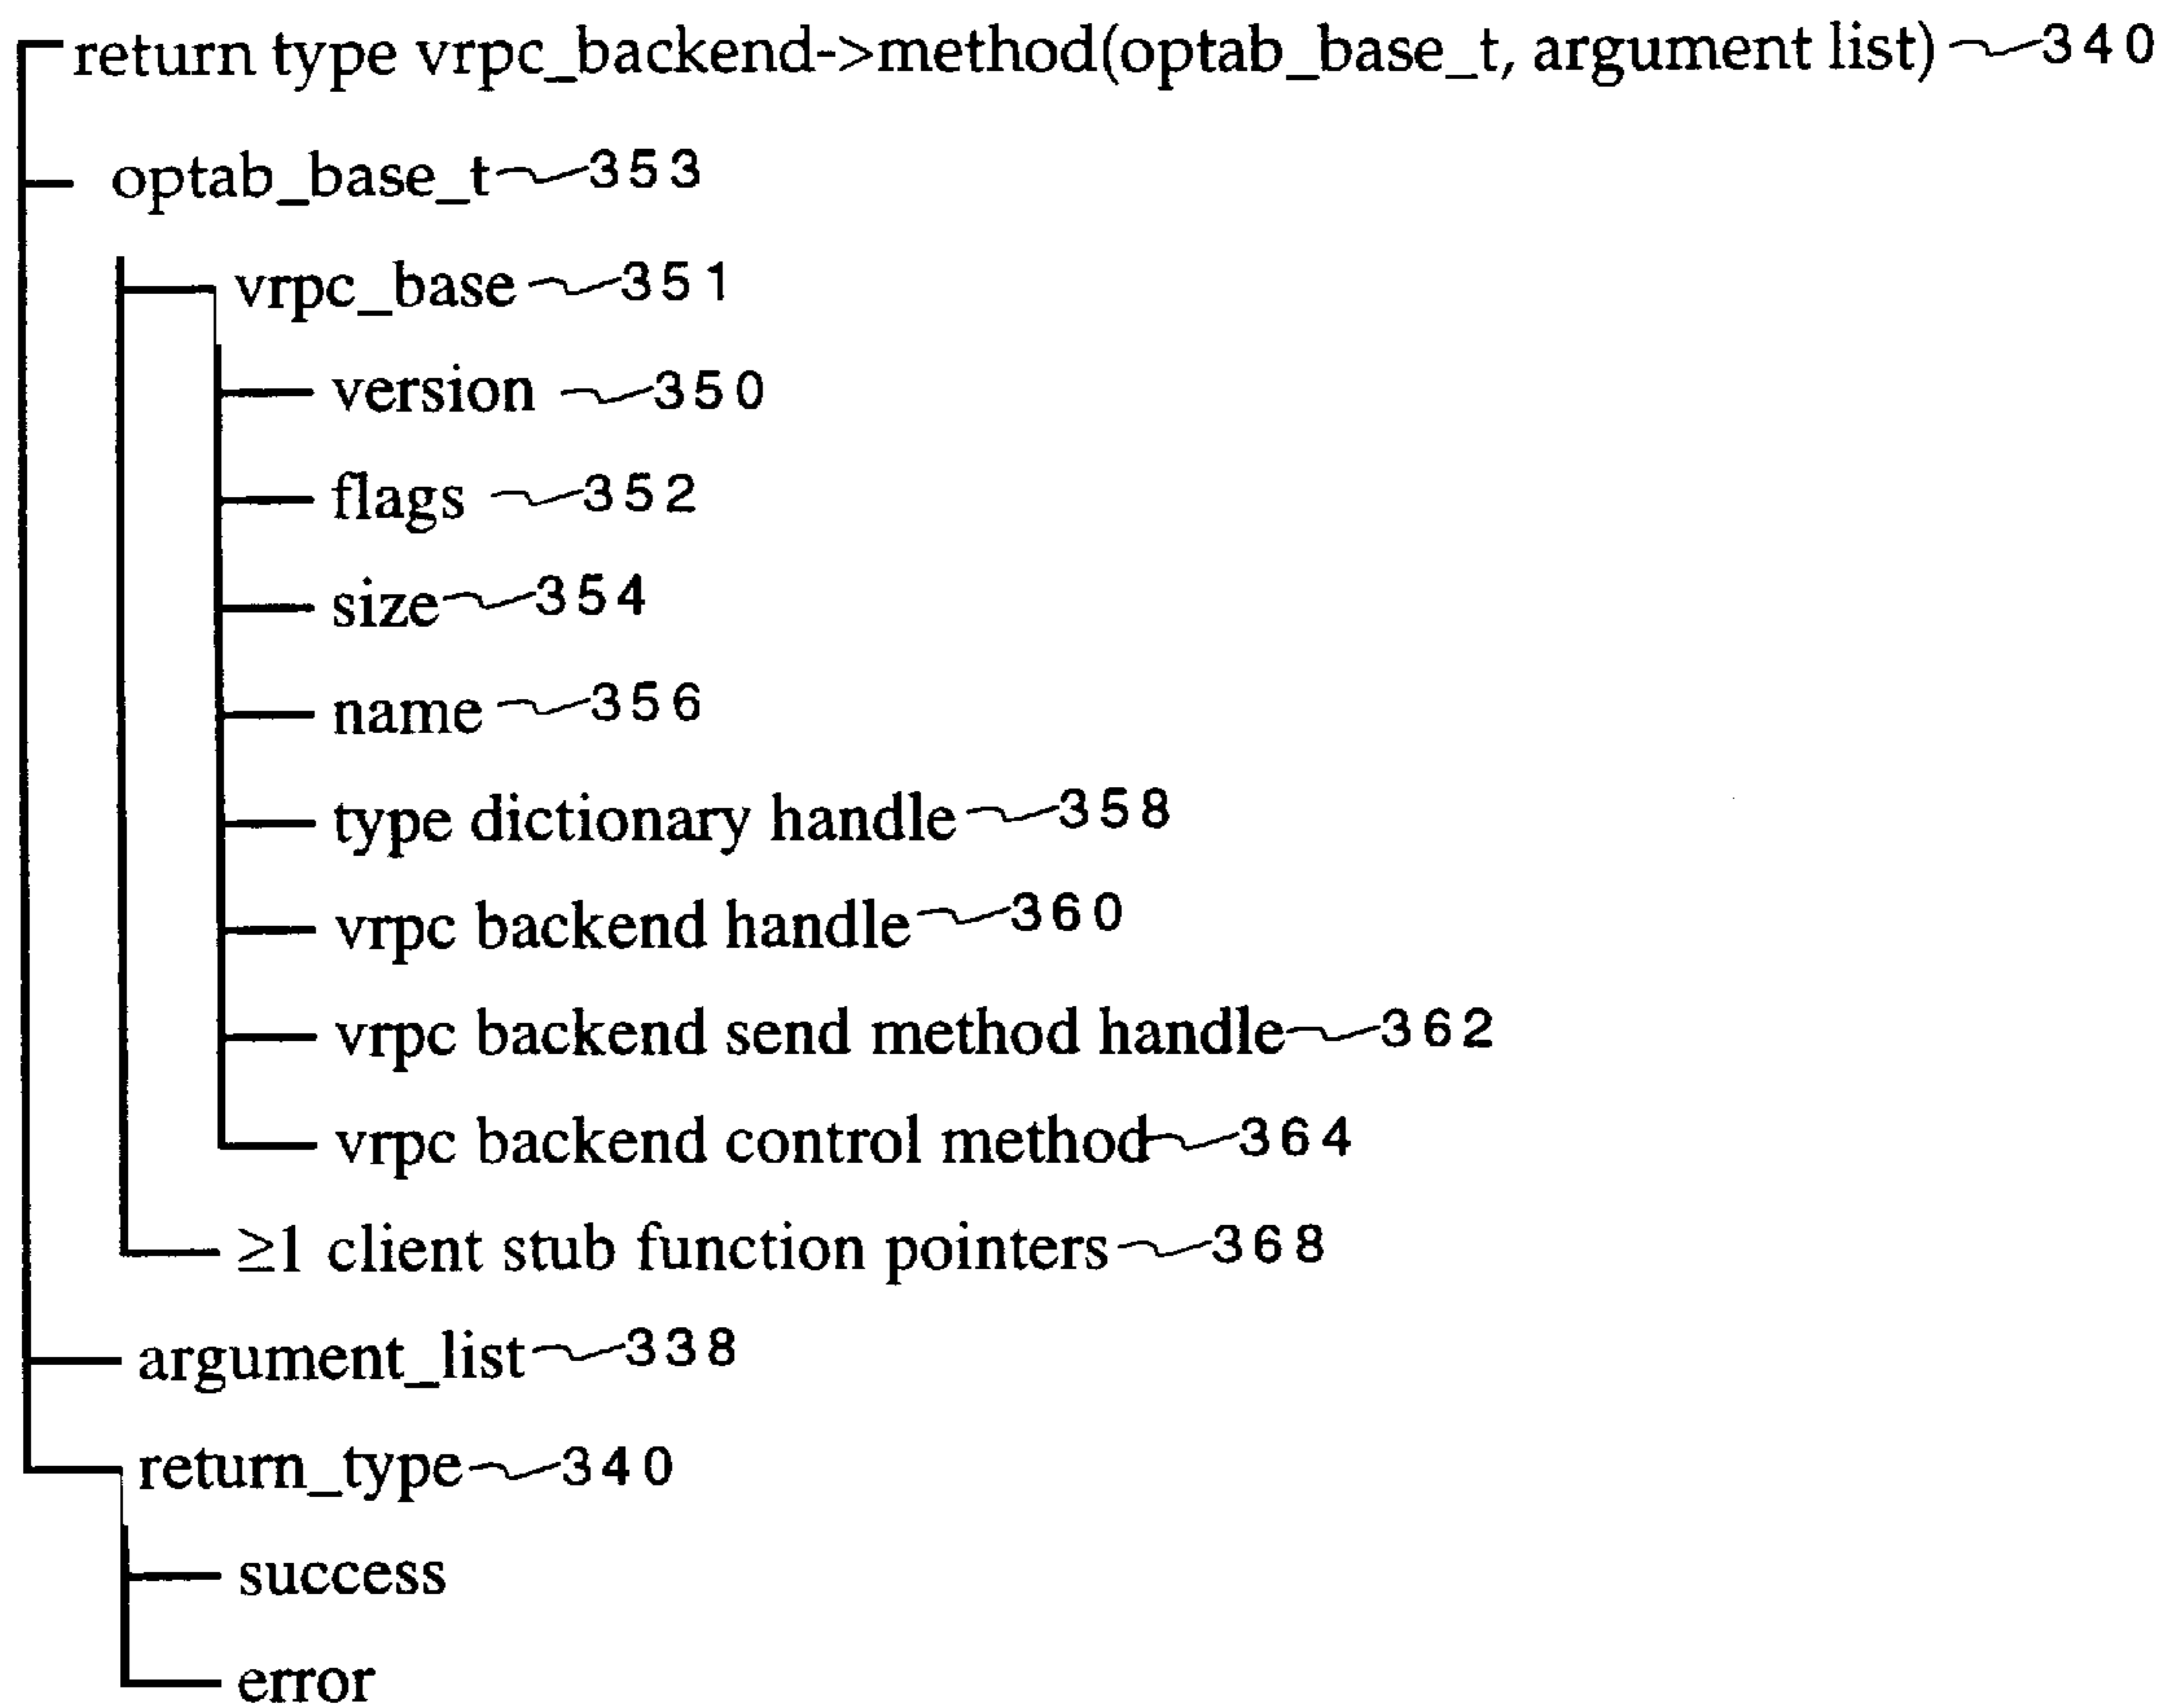 return type vrpc_backend->method(optab_base_t, argument list) 340
optab_base_t 353
vrpc_base 351
version 350
flags 352
size 354
name 356
type dictionary handle 358
vrpc backend handle 360
vrpc backend send method handle 362
vrpc backend control method 364
≥1 client stub function pointers 368
argument_list 338
return_type 340
success
error